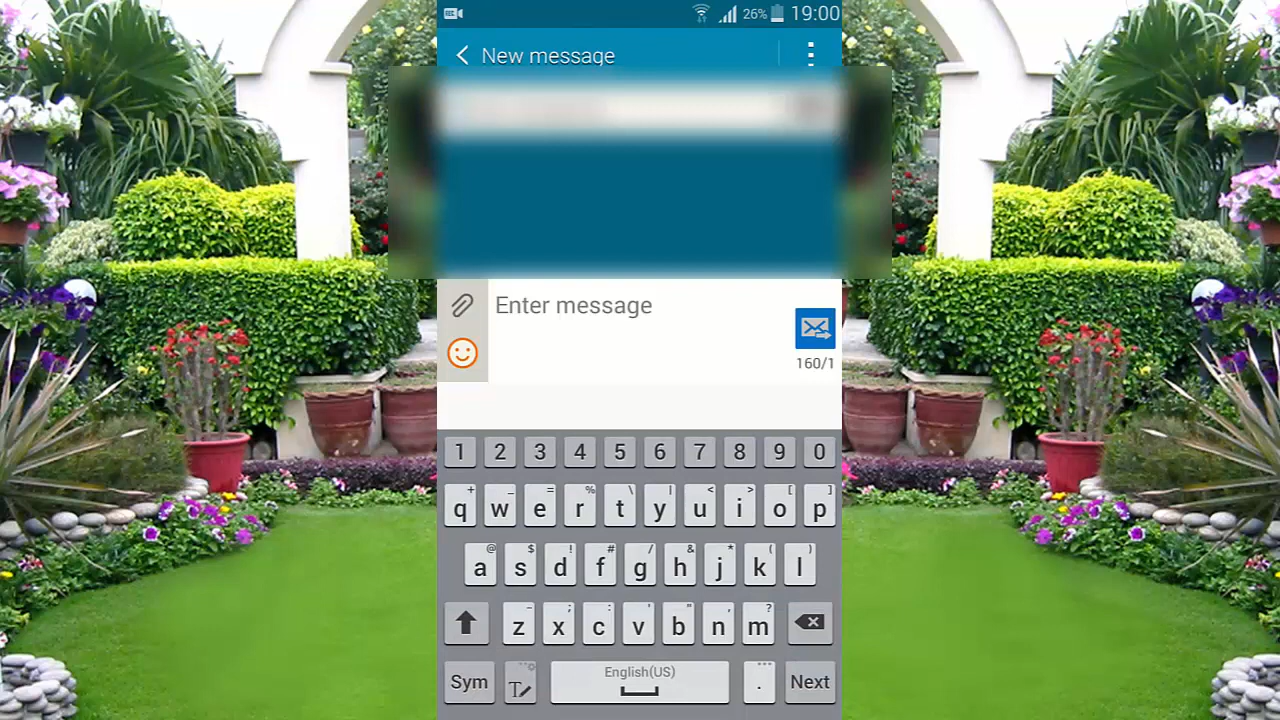 26% 19:00
New message
Enter message
160/1
1 2 3 4 5 6 7 8 9 0
+ _ = % \ | < > [ ]
q w e r t y u i o p
@ $ ! # / & * ( )
a s d f g h j k l
- ; : ' " , ?
z x c v b n m
English(US)
Sym . Next